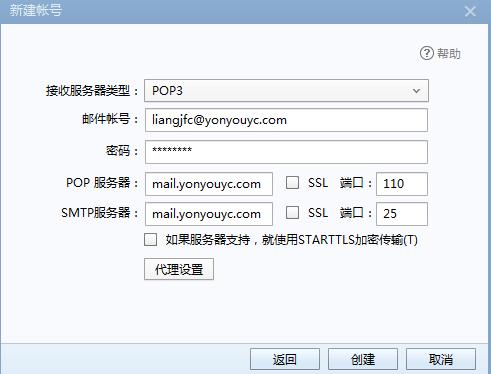 新建帐号
帮助
接收服务器类型： POP3
邮件帐号： liangjfc@yonyouyc.com
密码： ********
POP 服务器： mail.yonyouyc.com SSL 端口： 110
SMTP服务器： mail.yonyouyc.com SSL 端口： 25
如果服务器支持，就使用STARTTLS加密传输(T)
代理设置
返回 创建 取消